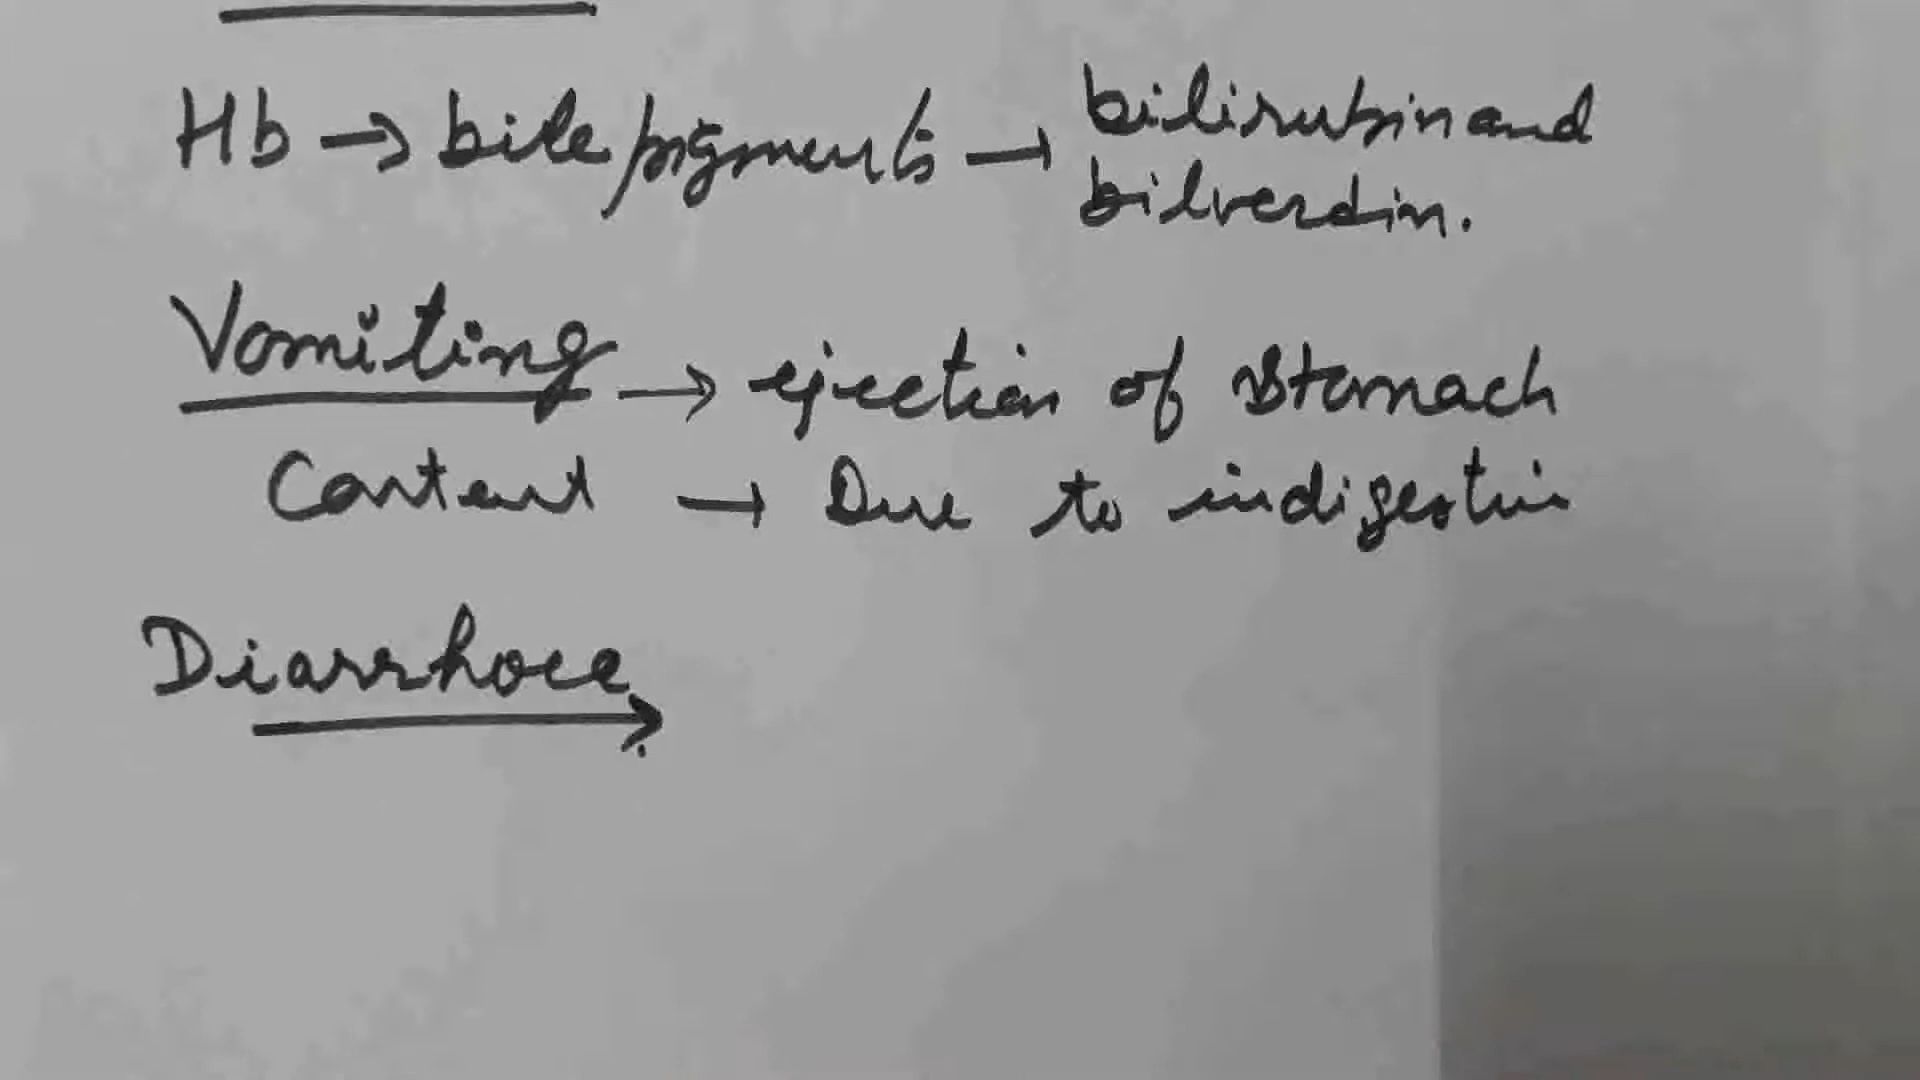 Hb → bile pigments → bilirubin and
bilverdin.
Vomiting → ejection of stomach
Content → Due to indigestion
Diarrhoea →